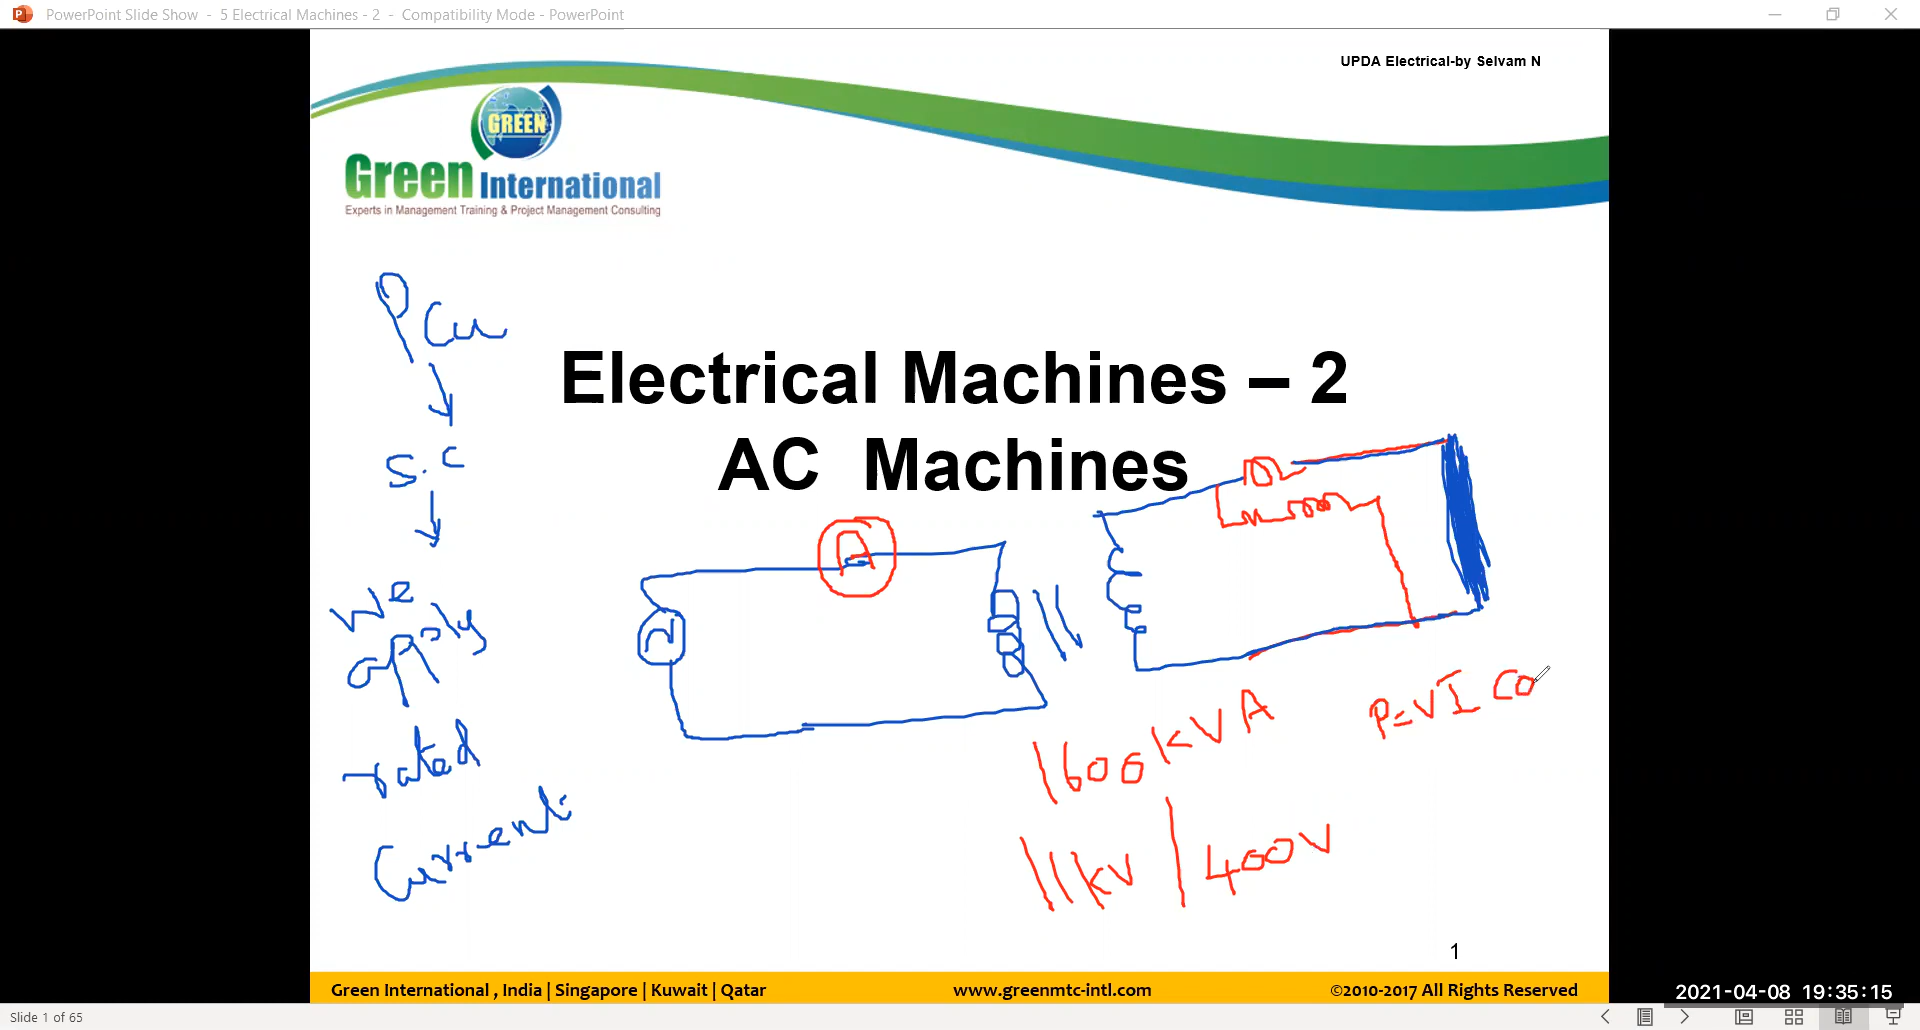 PowerPoint Slide Show - 5 Electrical Machines - 2 - Compatibility Mode - PowerPoint
UPDA Electrical-by Selvam N
GREEN
Green International
Experts in Management Training & Project Management Consulting
PCu
S.C
We
apply
rated
Current
Electrical Machines – 2
AC Machines
A
1600KVA
11KV / 400V
P=VI CO
1
Green International , India | Singapore | Kuwait | Qatar
www.greenmtc-intl.com
©2010-2017 All Rights Reserved
2021-04-08 19:35:15
Slide 1 of 65